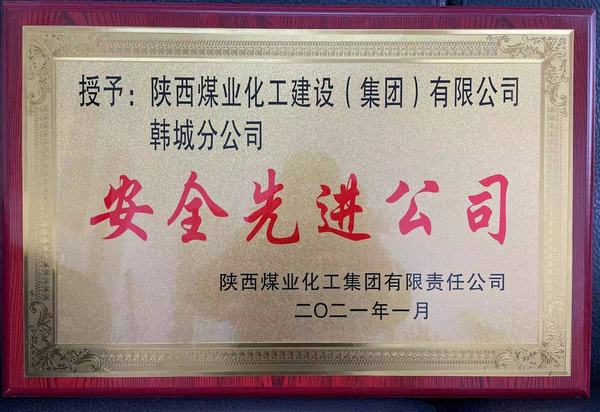 授予：陕西煤业化工建设（集团）有限公司
韩城分公司
安全先进公司
陕西煤业化工集团有限责任公司
二〇二一年一月